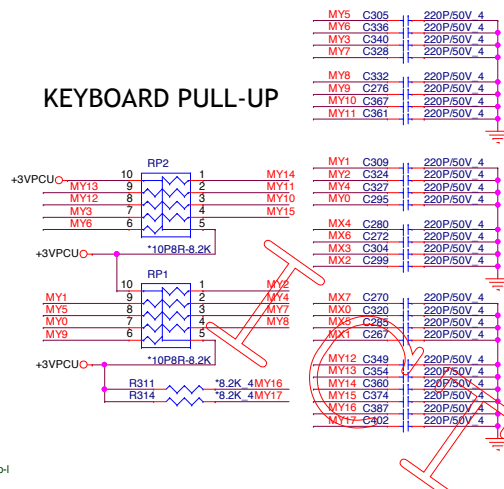 MY5 C305 220P/50V_4
MY6 C336 220P/50V_4
MY3 C340 220P/50V_4
MY7 C328 220P/50V_4
MY8 C332 220P/50V_4
MY9 C276 220P/50V_4
MY10 C367 220P/50V_4
MY11 C361 220P/50V_4
KEYBOARD PULL-UP
MY1 C309 220P/50V_4
MY2 C324 220P/50V_4
MY4 C327 220P/50V_4
MY0 C295 220P/50V_4
MX4 C280 220P/50V_4
MX6 C272 220P/50V_4
MX3 C304 220P/50V_4
MX2 C299 220P/50V_4
MX7 C270 220P/50V_4
MX0 C320 220P/50V_4
MX5 C285 220P/50V_4
MX1 C267 220P/50V_4
MY12 C349 220P/50V_4
MY13 C354 220P/50V_4
MY14 C360 220P/50V_4
MY15 C374 220P/50V_4
MY16 C387 220P/50V_4
MY17 C402 220P/50V_4
RP2
+3VPCU 10 1 MY14
MY13 9 2 MY11
MY12 8 3 MY10
MY3 7 4 MY15
MY6 6 5
*10P8R-8.2K
+3VPCU
RP1
10 1 MY2
MY1 9 2 MY4
MY5 8 3 MY7
MY0 7 4 MY8
MY9 6 5
*10P8R-8.2K
+3VPCU
R311 *8.2K_4 MY16
R314 *8.2K_4 MY17